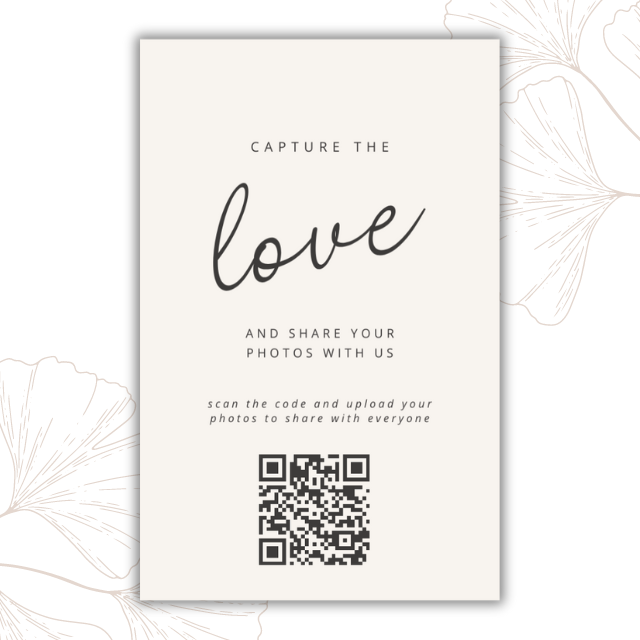 CAPTURE THE
love
AND SHARE YOUR
PHOTOS WITH US
scan the code and upload your
photos to share with everyone